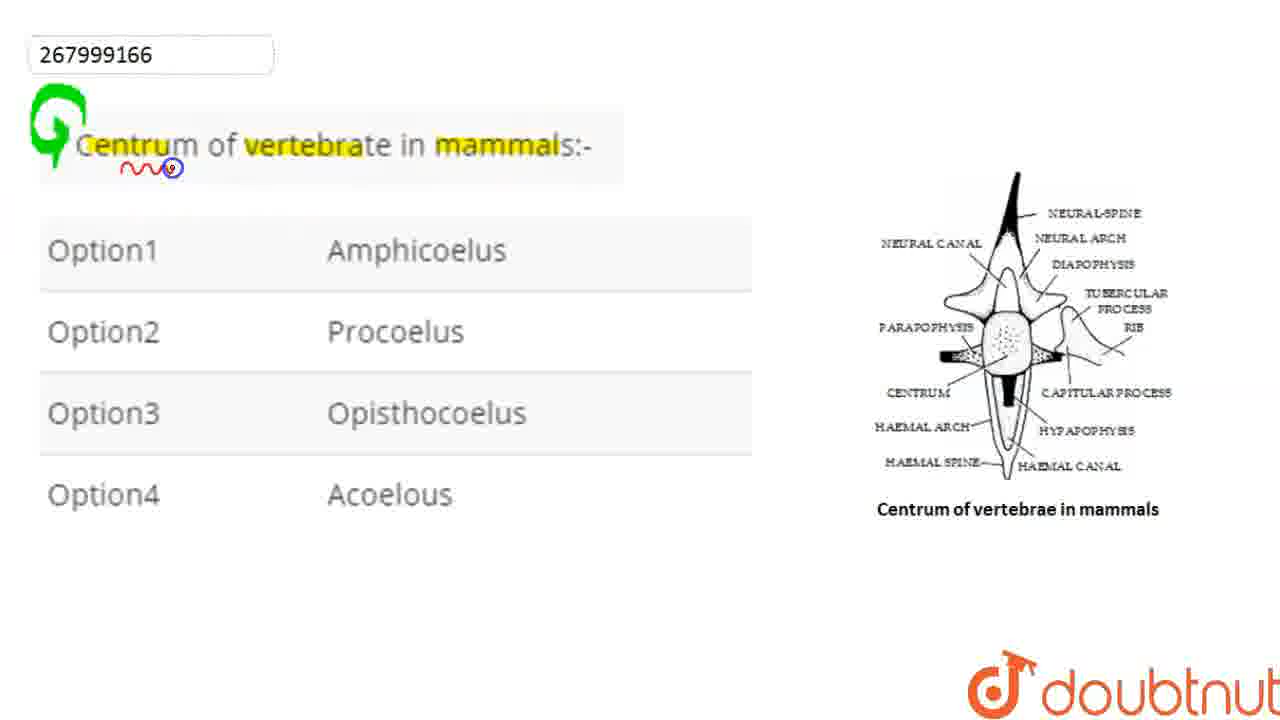 267999166
Centrum of vertebrate in mammals:-
Option1 Amphicoelus
Option2 Procoelus
Option3 Opisthocoelus
Option4 Acoelous
NEURAL-SPINE
NEURAL CANAL
NEURAL ARCH
DIAPOPHYSIS
TUBERCULAR
PROCESS
PARAPOPHYSIS
RIB
CENTRUM
CAPITULAR PROCESS
HAEMAL ARCH
HYPAPOPHYSIS
HAEMAL SPINE
HAEMAL CANAL
Centrum of vertebrae in mammals
doubtnut